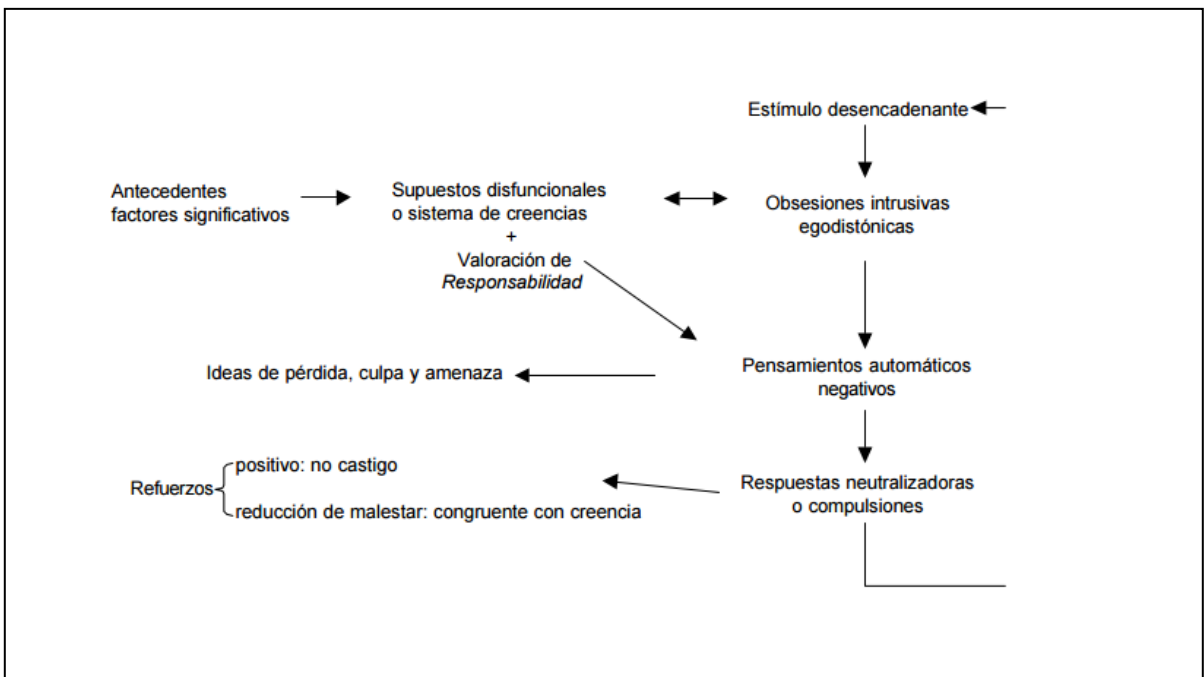 Estímulo desencadenante
Antecedentes
factores significativos
Supuestos disfuncionales
o sistema de creencias
+
Valoración de
Responsabilidad
Obsesiones intrusivas
egodistónicas
Ideas de pérdida, culpa y amenaza
Pensamientos automáticos
negativos
Refuerzos
positivo: no castigo
reducción de malestar: congruente con creencia
Respuestas neutralizadoras
o compulsiones